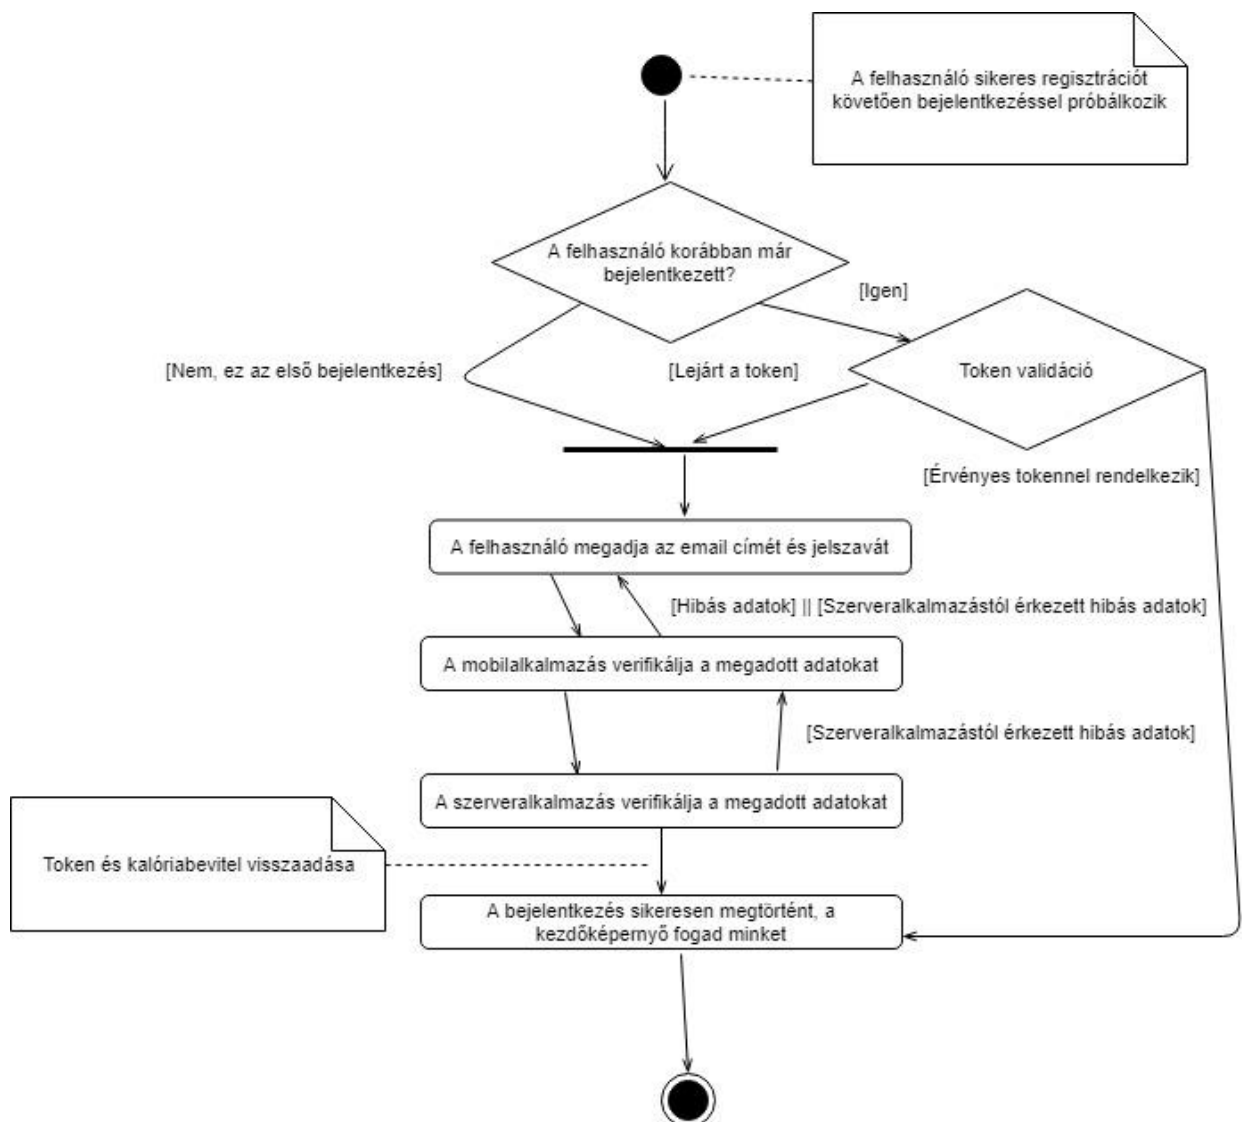 A felhasználó sikeres regisztrációt
követően bejelentkezéssel próbálkozik
A felhasználó korábban már
bejelentkezett?
[Igen]
[Nem, ez az első bejelentkezés]
[Lejárt a token]
Token validáció
[Érvényes tokennel rendelkezik]
A felhasználó megadja az email címét és jelszavát
[Hibás adatok] || [Szerveralkalmazástól érkezett hibás adatok]
A mobilalkalmazás verifikálja a megadott adatokat
[Szerveralkalmazástól érkezett hibás adatok]
A szerveralkalmazás verifikálja a megadott adatokat
Token és kalóriabevitel visszaadása
A bejelentkezés sikeresen megtörtént, a
kezdőképernyő fogad minket